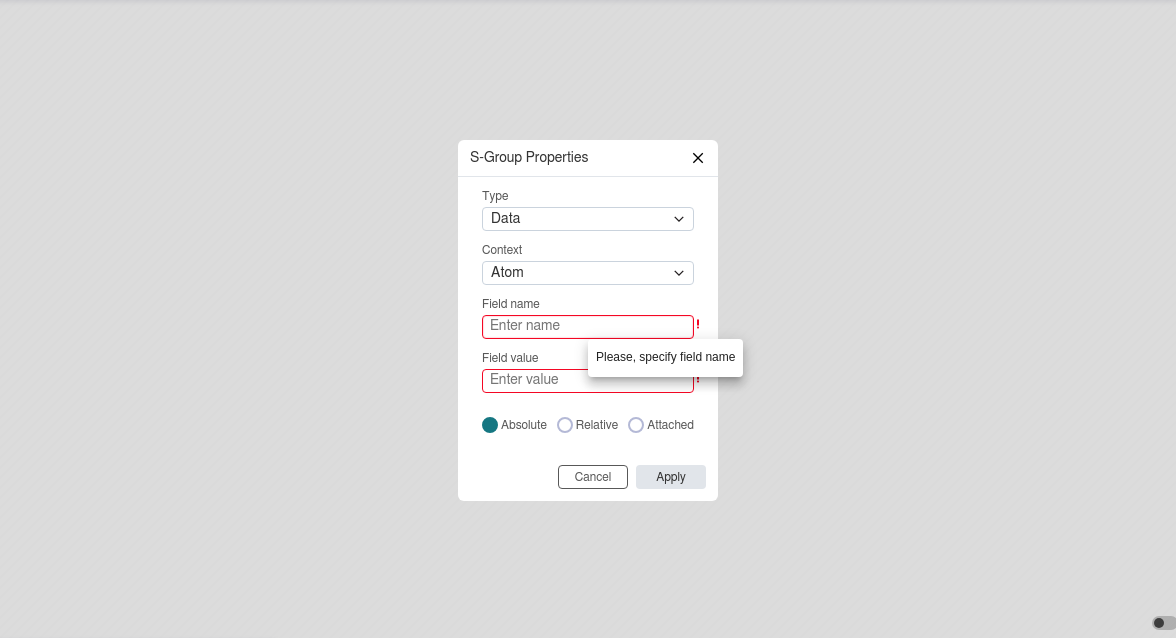 S-Group Properties
Type
Data
Context
Atom
Field name
Enter name
!
Please, specify field name
Field value
Enter value
!
Absolute Relative Attached
Cancel Apply